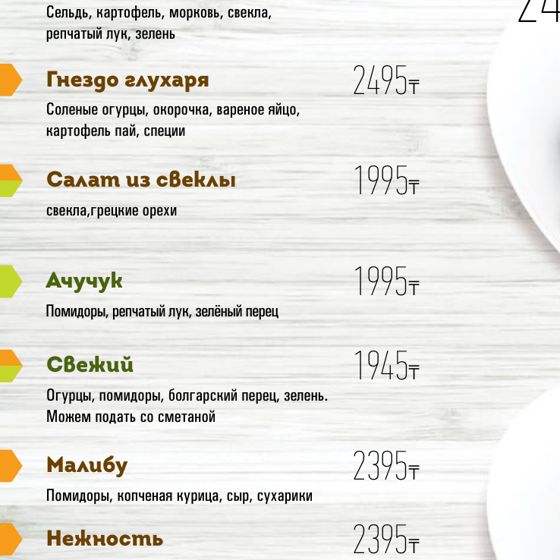 Сельдь, картофель, морковь, свекла,
репчатый лук, зелень
Гнездо глухаря 2495₸
Соленые огурцы, окорочка, вареное яйцо,
картофель пай, специи
Салат из свеклы 1995₸
свекла,грецкие орехи
Ачучук 1995₸
Помидоры, репчатый лук, зелёный перец
Свежий 1945₸
Огурцы, помидоры, болгарский перец, зелень.
Можем подать со сметаной
Малибу 2395₸
Помидоры, копченая курица, сыр, сухарики
Нежность 2395₸